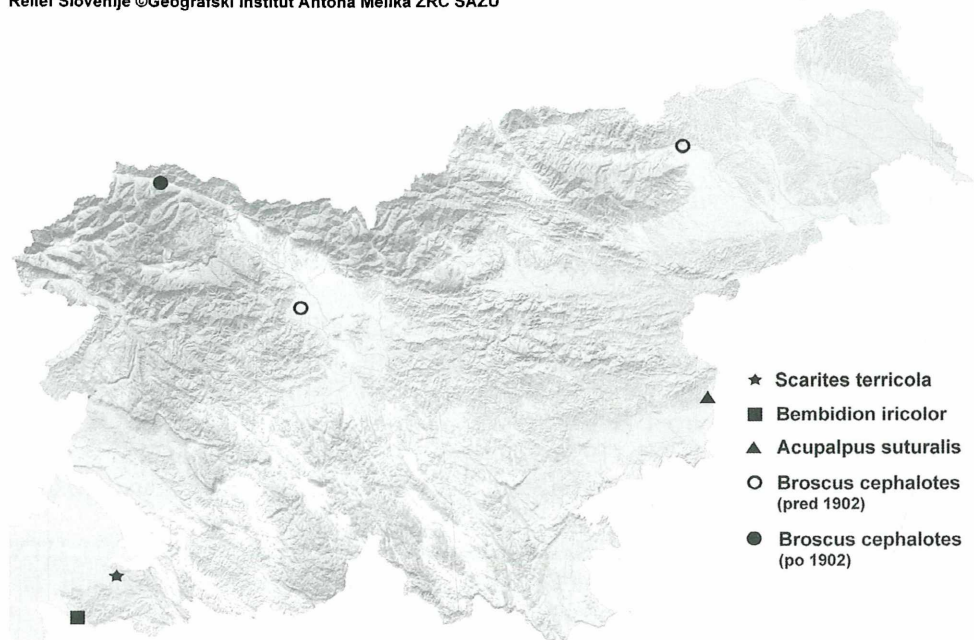 Relief Slovenije ©Geografski inštitut Antona Melika ZRC SAZU
Scarites terricola
Bembidion iricolor
Acupalpus suturalis
Broscus cephalotes
(pred 1902)
Broscus cephalotes
(po 1902)